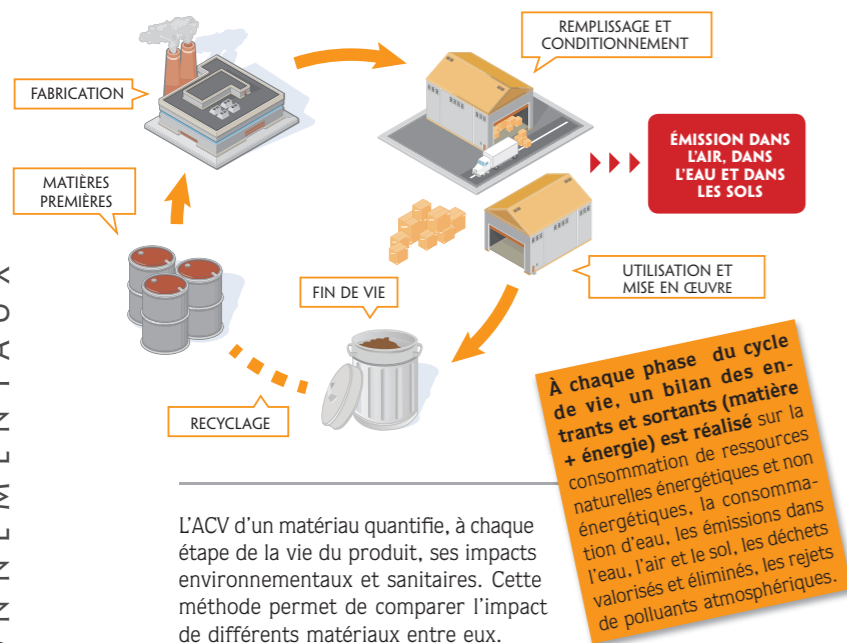 REMPLISSAGE ET
CONDITIONNEMENT
FABRICATION
ÉMISSION DANS
L'AIR, DANS
L'EAU ET DANS
LES SOLS
MATIÈRES
PREMIÈRES
UTILISATION ET
MISE EN ŒUVRE
FIN DE VIE
RECYCLAGE
À chaque phase du cycle
de vie, un bilan des en-
trants et sortants (matière
+ énergie) est réalisé sur la
consommation de ressources
naturelles énergétiques et non
énergétiques, la consomma-
tion d'eau, les émissions dans
l'eau, l'air et le sol, les déchets
valorisés et éliminés, les rejets
de polluants atmosphériques.
L'ACV d'un matériau quantifie, à chaque
étape de la vie du produit, ses impacts
environnementaux et sanitaires. Cette
méthode permet de comparer l'impact
de différents matériaux entre eux.
NNEMENTAUX